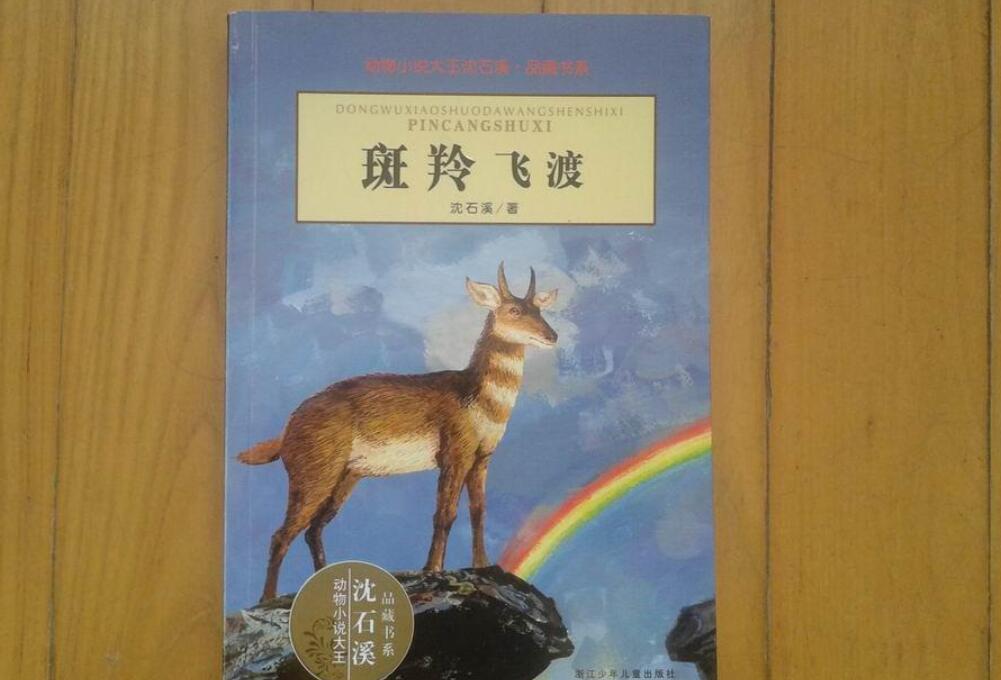 动物小说大王沈石溪·品藏书系
DONGWUXIAOSHUODAWANGSHENSHIXI
PINCANGSHUXI
斑羚飞渡
沈石溪/著
品藏书系
沈石溪
动物小说大王
浙江少年儿童出版社